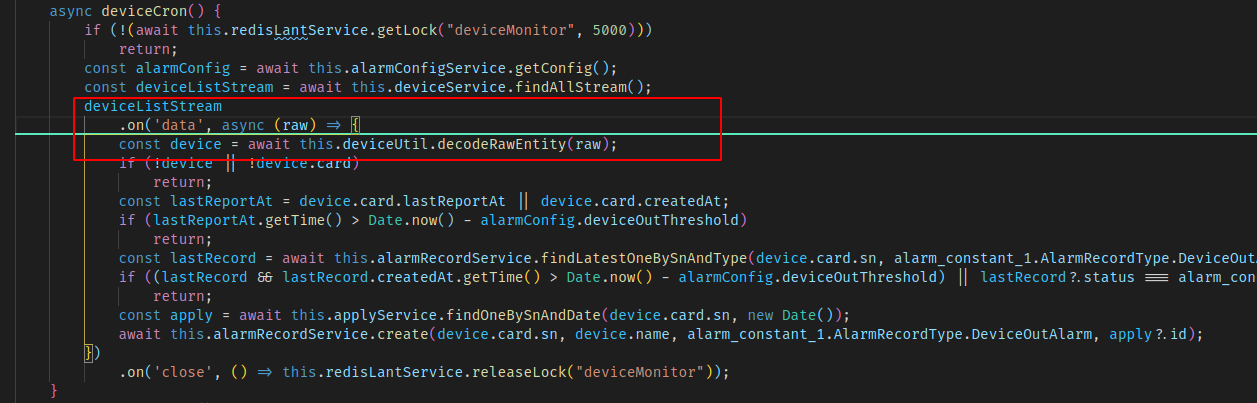 async deviceCron() {
if (!(await this.redisLantService.getLock("deviceMonitor", 5000)))
return;
const alarmConfig = await this.alarmConfigService.getConfig();
const deviceListStream = await this.deviceService.findAllStream();
deviceListStream
.on('data', async (raw) => {
const device = await this.deviceUtil.decodeRawEntity(raw);
if (!device || !device.card)
return;
const lastReportAt = device.card.lastReportAt || device.card.createdAt;
if (lastReportAt.getTime() > Date.now() - alarmConfig.deviceOutThreshold)
return;
const lastRecord = await this.alarmRecordService.findLatestOneBySnAndType(device.card.sn, alarm_constant_1.AlarmRecordType.DeviceOutA
if ((lastRecord && lastRecord.createdAt.getTime() > Date.now() - alarmConfig.deviceOutThreshold) || lastRecord?.status === alarm_con
return;
const apply = await this.applyService.findOneBySnAndDate(device.card.sn, new Date());
await this.alarmRecordService.create(device.card.sn, device.name, alarm_constant_1.AlarmRecordType.DeviceOutAlarm, apply?.id);
})
.on('close', () => this.redisLantService.releaseLock("deviceMonitor"));
}